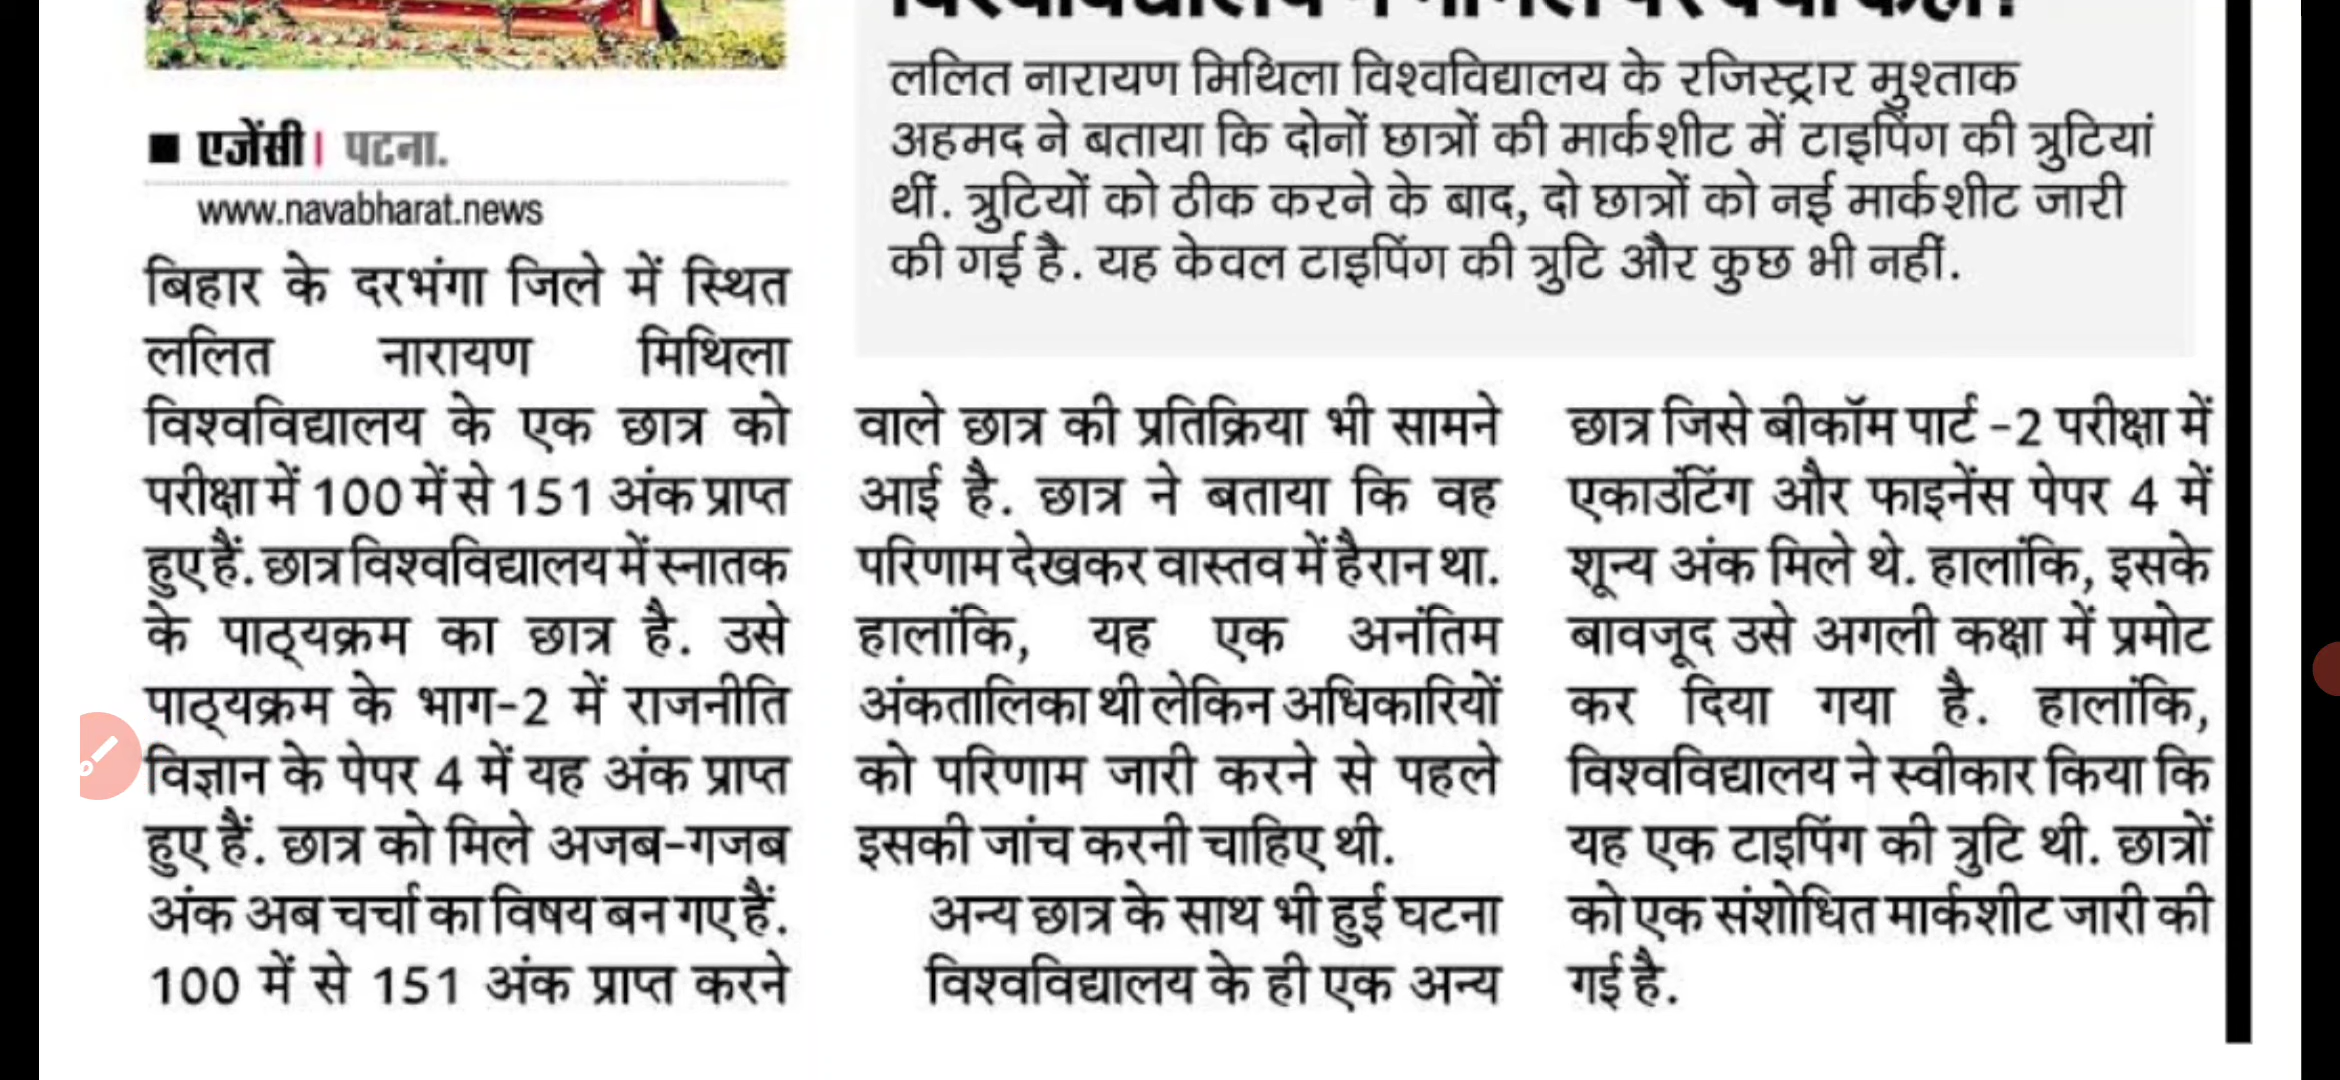 ललित नारायण मिथिला विश्वविद्यालय के रजिस्ट्रार मुश्ताक
अहमद ने बताया कि दोनों छात्रों की मार्कशीट में टाइपिंग की त्रुटियां
थीं. त्रुटियों को ठीक करने के बाद, दो छात्रों को नई मार्कशीट जारी
की गई है. यह केवल टाइपिंग की त्रुटि और कुछ भी नहीं.
■ एजेंसी| पटना.
www.navabharat.news
बिहार के दरभंगा जिले में स्थित
ललित नारायण मिथिला
विश्वविद्यालय के एक छात्र को
परीक्षा में 100 में से 151 अंक प्राप्त
हुए हैं. छात्र विश्वविद्यालय में स्नातक
के पाठ्यक्रम का छात्र है. उसे
पाठ्यक्रम के भाग-2 में राजनीति
विज्ञान के पेपर 4 में यह अंक प्राप्त
हुए हैं. छात्र को मिले अजब-गजब
अंक अब चर्चा का विषय बन गए हैं.
100 में से 151 अंक प्राप्त करने
वाले छात्र की प्रतिक्रिया भी सामने
आई है. छात्र ने बताया कि वह
परिणाम देखकर वास्तव में हैरान था.
हालांकि, यह एक अनंतिम
अंकतालिका थी लेकिन अधिकारियों
को परिणाम जारी करने से पहले
इसकी जांच करनी चाहिए थी.
अन्य छात्र के साथ भी हुई घटना
विश्वविद्यालय के ही एक अन्य
छात्र जिसे बीकॉम पार्ट -2 परीक्षा में
एकाउंटिंग और फाइनेंस पेपर 4 में
शून्य अंक मिले थे. हालांकि, इसके
बावजूद उसे अगली कक्षा में प्रमोट
कर दिया गया है. हालांकि,
विश्वविद्यालय ने स्वीकार किया कि
यह एक टाइपिंग की त्रुटि थी. छात्रों
को एक संशोधित मार्कशीट जारी की
गई है.